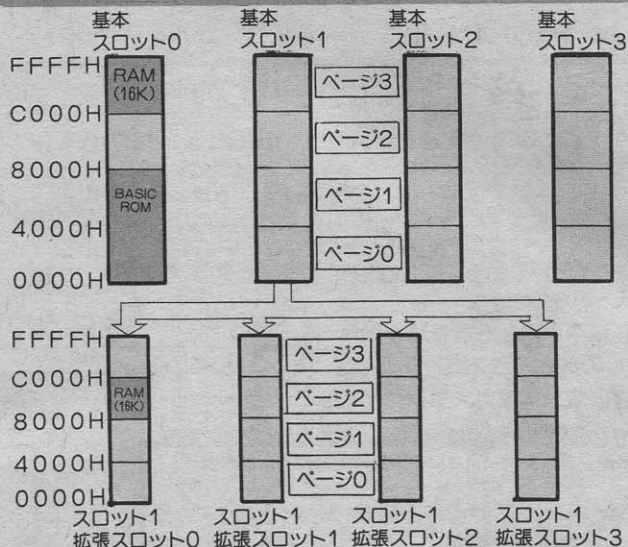 基本
スロット0
基本
スロット1
基本
スロット2
基本
スロット3
FFFFH
C000H
8000H
4000H
0000H
RAM
(16K)
BASIC
ROM
ページ3
ページ2
ページ1
ページ0
FFFFH
C000H
8000H
4000H
0000H
RAM
(16K)
ページ3
ページ2
ページ1
ページ0
スロット1
拡張スロット0
スロット1
拡張スロット1
スロット1
拡張スロット2
スロット1
拡張スロット3